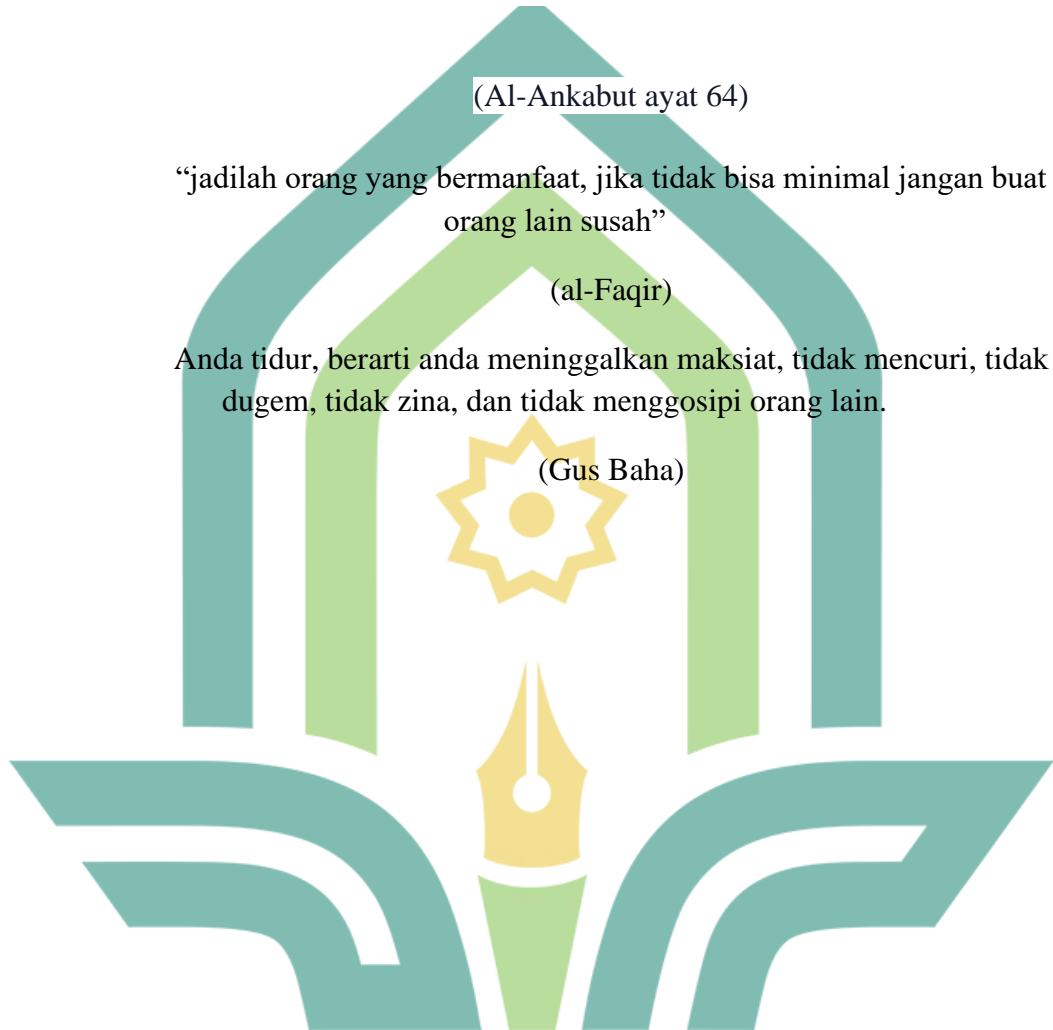 (Al-Ankabut ayat 64)
“jadilah orang yang bermanfaat, jika tidak bisa minimal jangan buat
orang lain susah”
(al-Faqir)
Anda tidur, berarti anda meninggalkan maksiat, tidak mencuri, tidak
dugem, tidak zina, dan tidak menggosipi orang lain.
(Gus Baha)